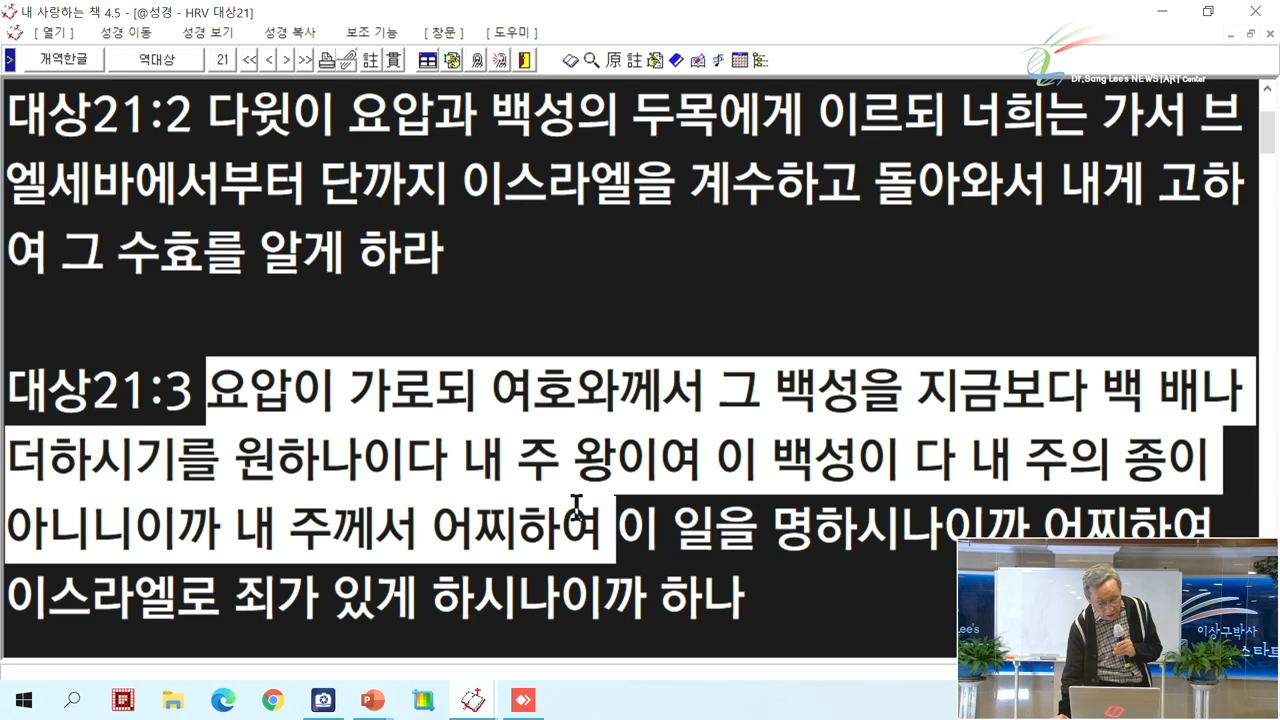 내 사랑하는 책 4.5 - [@성경 - HRV 대상21]
[ 열기 ] 성경 이동 성경 보기 성경 복사 보조 기능 [ 창문 ] [ 도우미 ]
개역한글 역대상 21 << < > >> 註 貫 原 註
Dr.Sang Lee's NEWSTART Center
대상21:2 다윗이 요압과 백성의 두목에게 이르되 너희는 가서 브
엘세바에서부터 단까지 이스라엘을 계수하고 돌아와서 내게 고하
여 그 수효를 알게 하라
대상21:3 요압이 가로되 여호와께서 그 백성을 지금보다 백 배나
더하시기를 원하나이다 내 주 왕이여 이 백성이 다 내 주의 종이
아니니이까 내 주께서 어찌하여 이 일을 명하시나이까 어찌하여
이스라엘로 죄가 있게 하시나이까 하나
Lee's
이상구박사
스타트